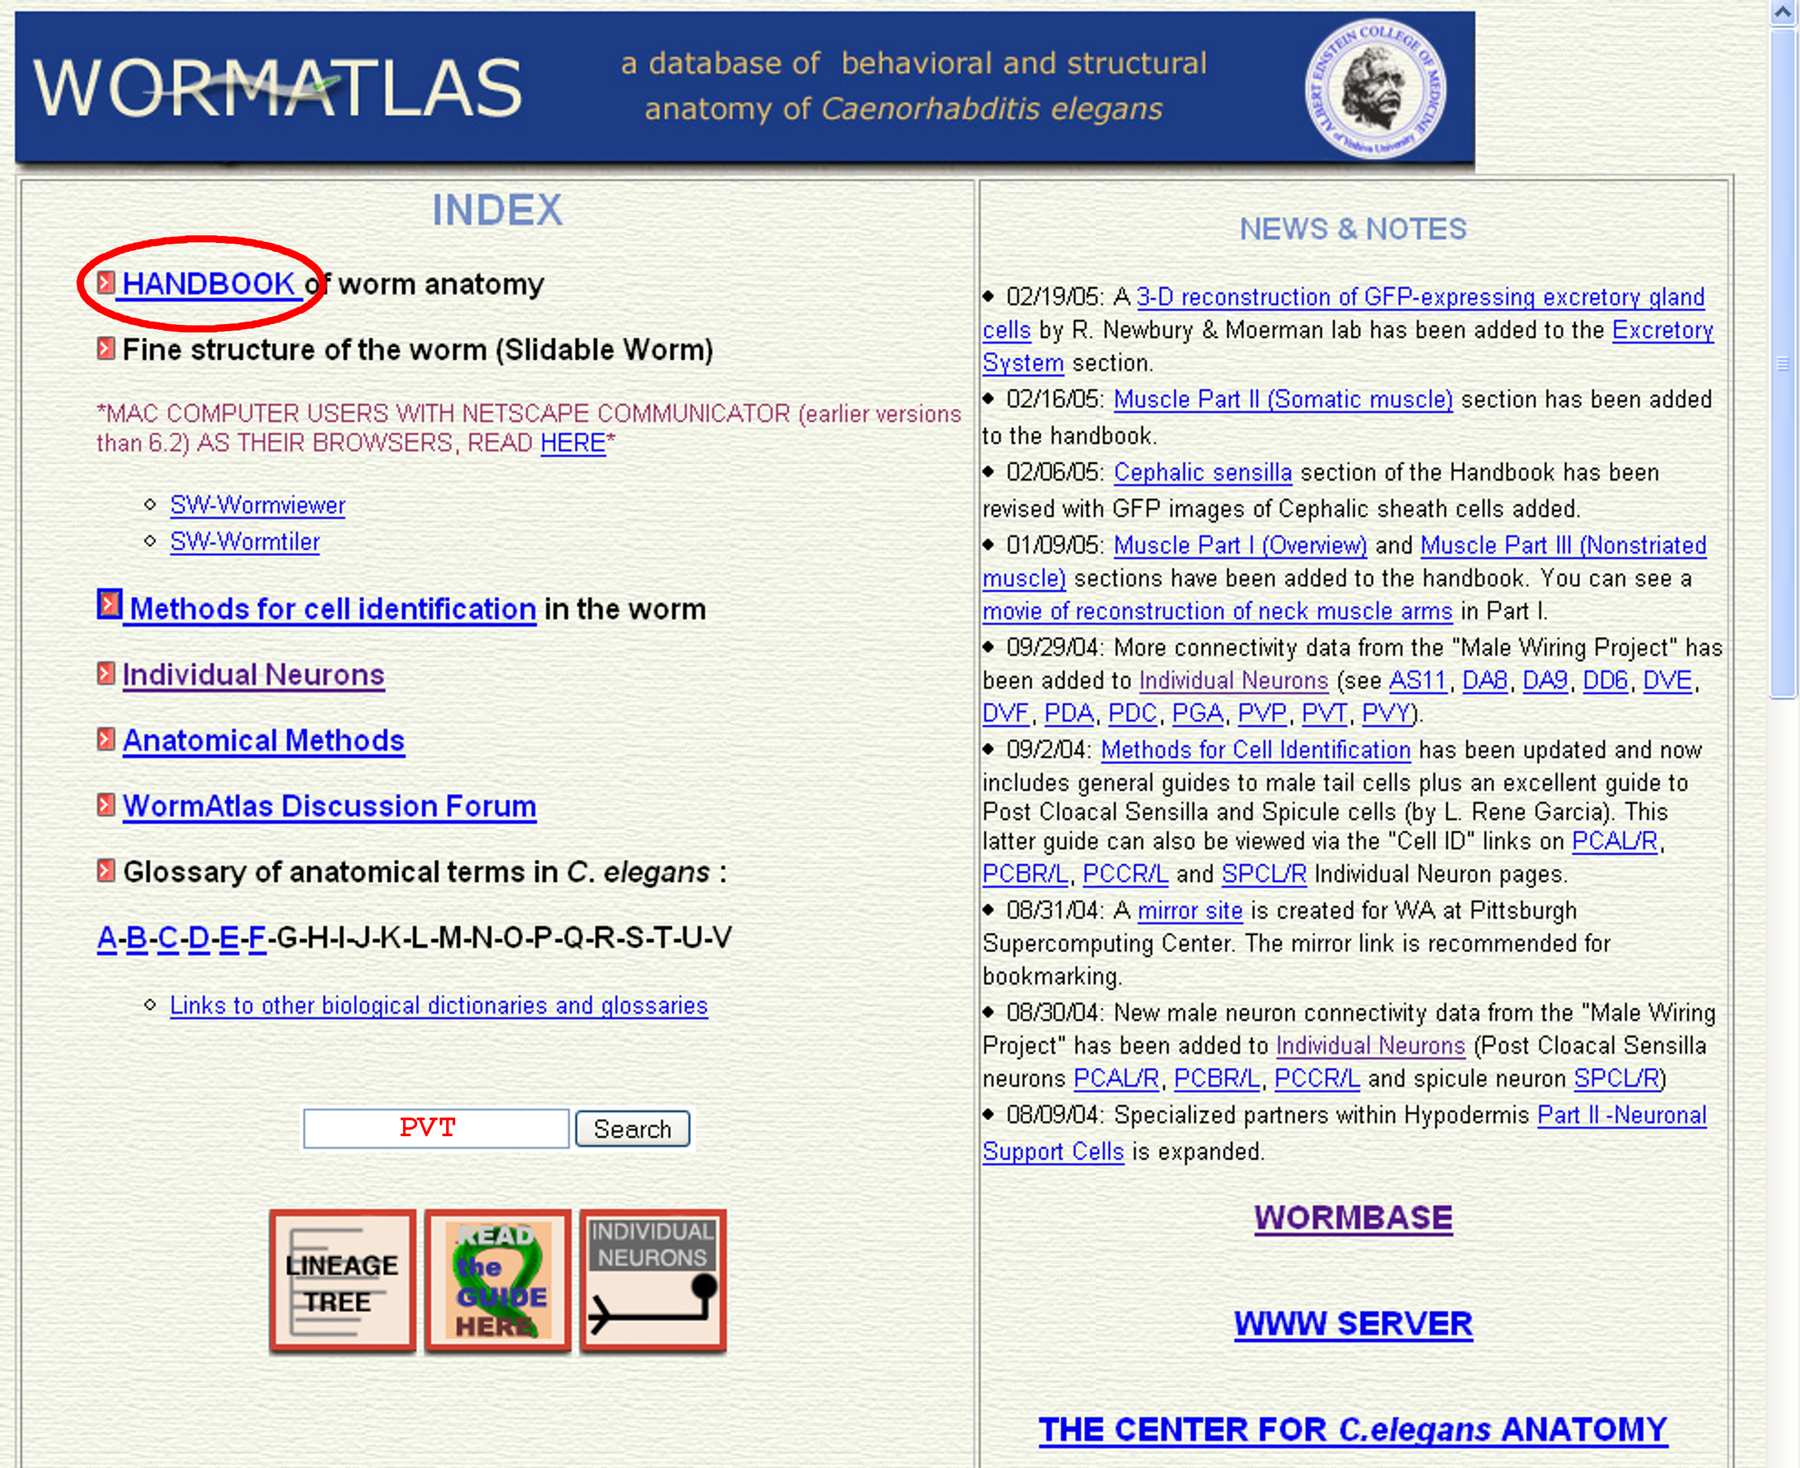 WORMATLAS
a database of behavioral and structural
anatomy of Caenorhabditis elegans
ALBERT EINSTEIN COLLEGE OF MEDICINE
of Yeshiva University
INDEX
HANDBOOK of worm anatomy
Fine structure of the worm (Slidable Worm)
*MAC COMPUTER USERS WITH NETSCAPE COMMUNICATOR (earlier versions
than 6.2) AS THEIR BROWSERS, READ HERE*
SW-Wormviewer
SW-Wormtiler
Methods for cell identification in the worm
Individual Neurons
Anatomical Methods
WormAtlas Discussion Forum
Glossary of anatomical terms in C. elegans :
A-B-C-D-E-F-G-H-I-J-K-L-M-N-O-P-Q-R-S-T-U-V
Links to other biological dictionaries and glossaries
PVT Search
LINEAGE
TREE
READ
the
GUIDE
HERE
INDIVIDUAL
NEURONS
NEWS & NOTES
02/19/05: A 3-D reconstruction of GFP-expressing excretory gland
cells by R. Newbury & Moerman lab has been added to the Excretory
System section.
02/16/05: Muscle Part II (Somatic muscle) section has been added
to the handbook.
02/06/05: Cephalic sensilla section of the Handbook has been
revised with GFP images of Cephalic sheath cells added.
01/09/05: Muscle Part I (Overview) and Muscle Part III (Nonstriated
muscle) sections have been added to the handbook. You can see a
movie of reconstruction of neck muscle arms in Part I.
09/29/04: More connectivity data from the "Male Wiring Project" has
been added to Individual Neurons (see AS11, DA8, DA9, DD6, DVE,
DVF, PDA, PDC, PGA, PVP, PVT, PVY).
09/2/04: Methods for Cell Identification has been updated and now
includes general guides to male tail cells plus an excellent guide to
Post Cloacal Sensilla and Spicule cells (by L. Rene Garcia). This
latter guide can also be viewed via the "Cell ID" links on PCAL/R,
PCBR/L, PCCR/L and SPCL/R Individual Neuron pages.
08/31/04: A mirror site is created for WA at Pittsburgh
Supercomputing Center. The mirror link is recommended for
bookmarking.
08/30/04: New male neuron connectivity data from the "Male Wiring
Project" has been added to Individual Neurons (Post Cloacal Sensilla
neurons PCAL/R, PCBR/L, PCCR/L and spicule neuron SPCL/R)
08/09/04: Specialized partners within Hypodermis Part II -Neuronal
Support Cells is expanded.
WORMBASE
WWW SERVER
THE CENTER FOR C.elegans ANATOMY